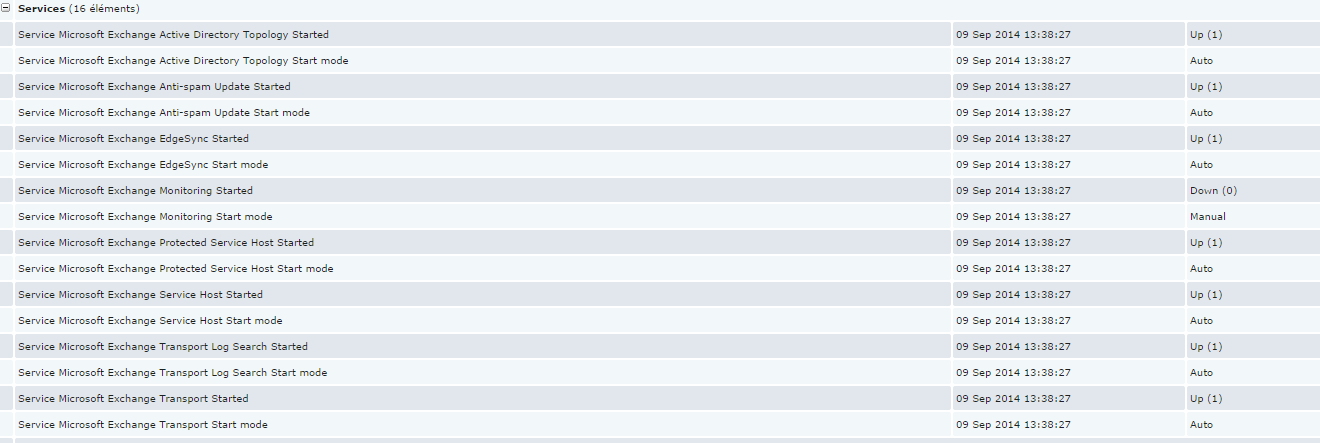 Services (16 éléments)
Service Microsoft Exchange Active Directory Topology Started 09 Sep 2014 13:38:27 Up (1)
Service Microsoft Exchange Active Directory Topology Start mode 09 Sep 2014 13:38:27 Auto
Service Microsoft Exchange Anti-spam Update Started 09 Sep 2014 13:38:27 Up (1)
Service Microsoft Exchange Anti-spam Update Start mode 09 Sep 2014 13:38:27 Auto
Service Microsoft Exchange EdgeSync Started 09 Sep 2014 13:38:27 Up (1)
Service Microsoft Exchange EdgeSync Start mode 09 Sep 2014 13:38:27 Auto
Service Microsoft Exchange Monitoring Started 09 Sep 2014 13:38:27 Down (0)
Service Microsoft Exchange Monitoring Start mode 09 Sep 2014 13:38:27 Manual
Service Microsoft Exchange Protected Service Host Started 09 Sep 2014 13:38:27 Up (1)
Service Microsoft Exchange Protected Service Host Start mode 09 Sep 2014 13:38:27 Auto
Service Microsoft Exchange Service Host Started 09 Sep 2014 13:38:27 Up (1)
Service Microsoft Exchange Service Host Start mode 09 Sep 2014 13:38:27 Auto
Service Microsoft Exchange Transport Log Search Started 09 Sep 2014 13:38:27 Up (1)
Service Microsoft Exchange Transport Log Search Start mode 09 Sep 2014 13:38:27 Auto
Service Microsoft Exchange Transport Started 09 Sep 2014 13:38:27 Up (1)
Service Microsoft Exchange Transport Start mode 09 Sep 2014 13:38:27 Auto